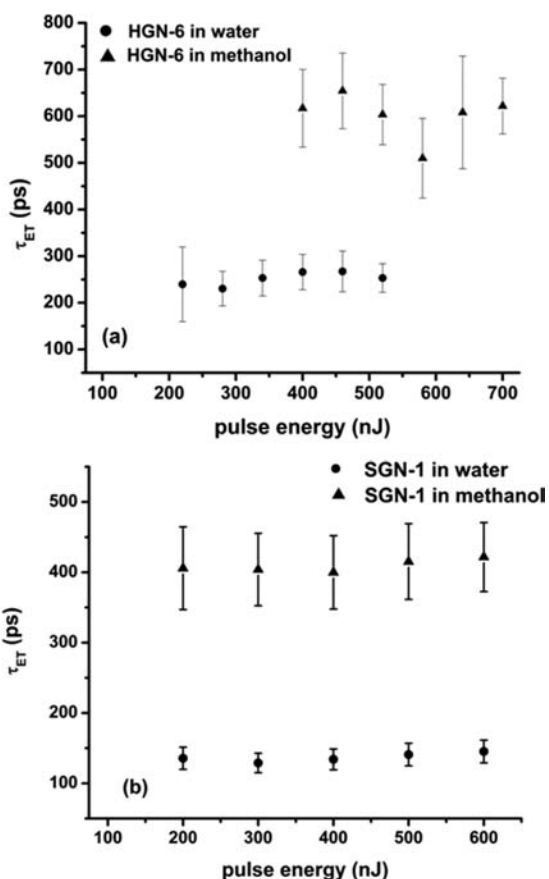 HGN-6 in water
HGN-6 in methanol
800
700
600
500
400
300
200
100
τET (ps)
(a)
100 200 300 400 500 600 700
pulse energy (nJ)
SGN-1 in water
SGN-1 in methanol
500
400
300
200
100
τET (ps)
(b)
100 200 300 400 500 600
pulse energy (nJ)